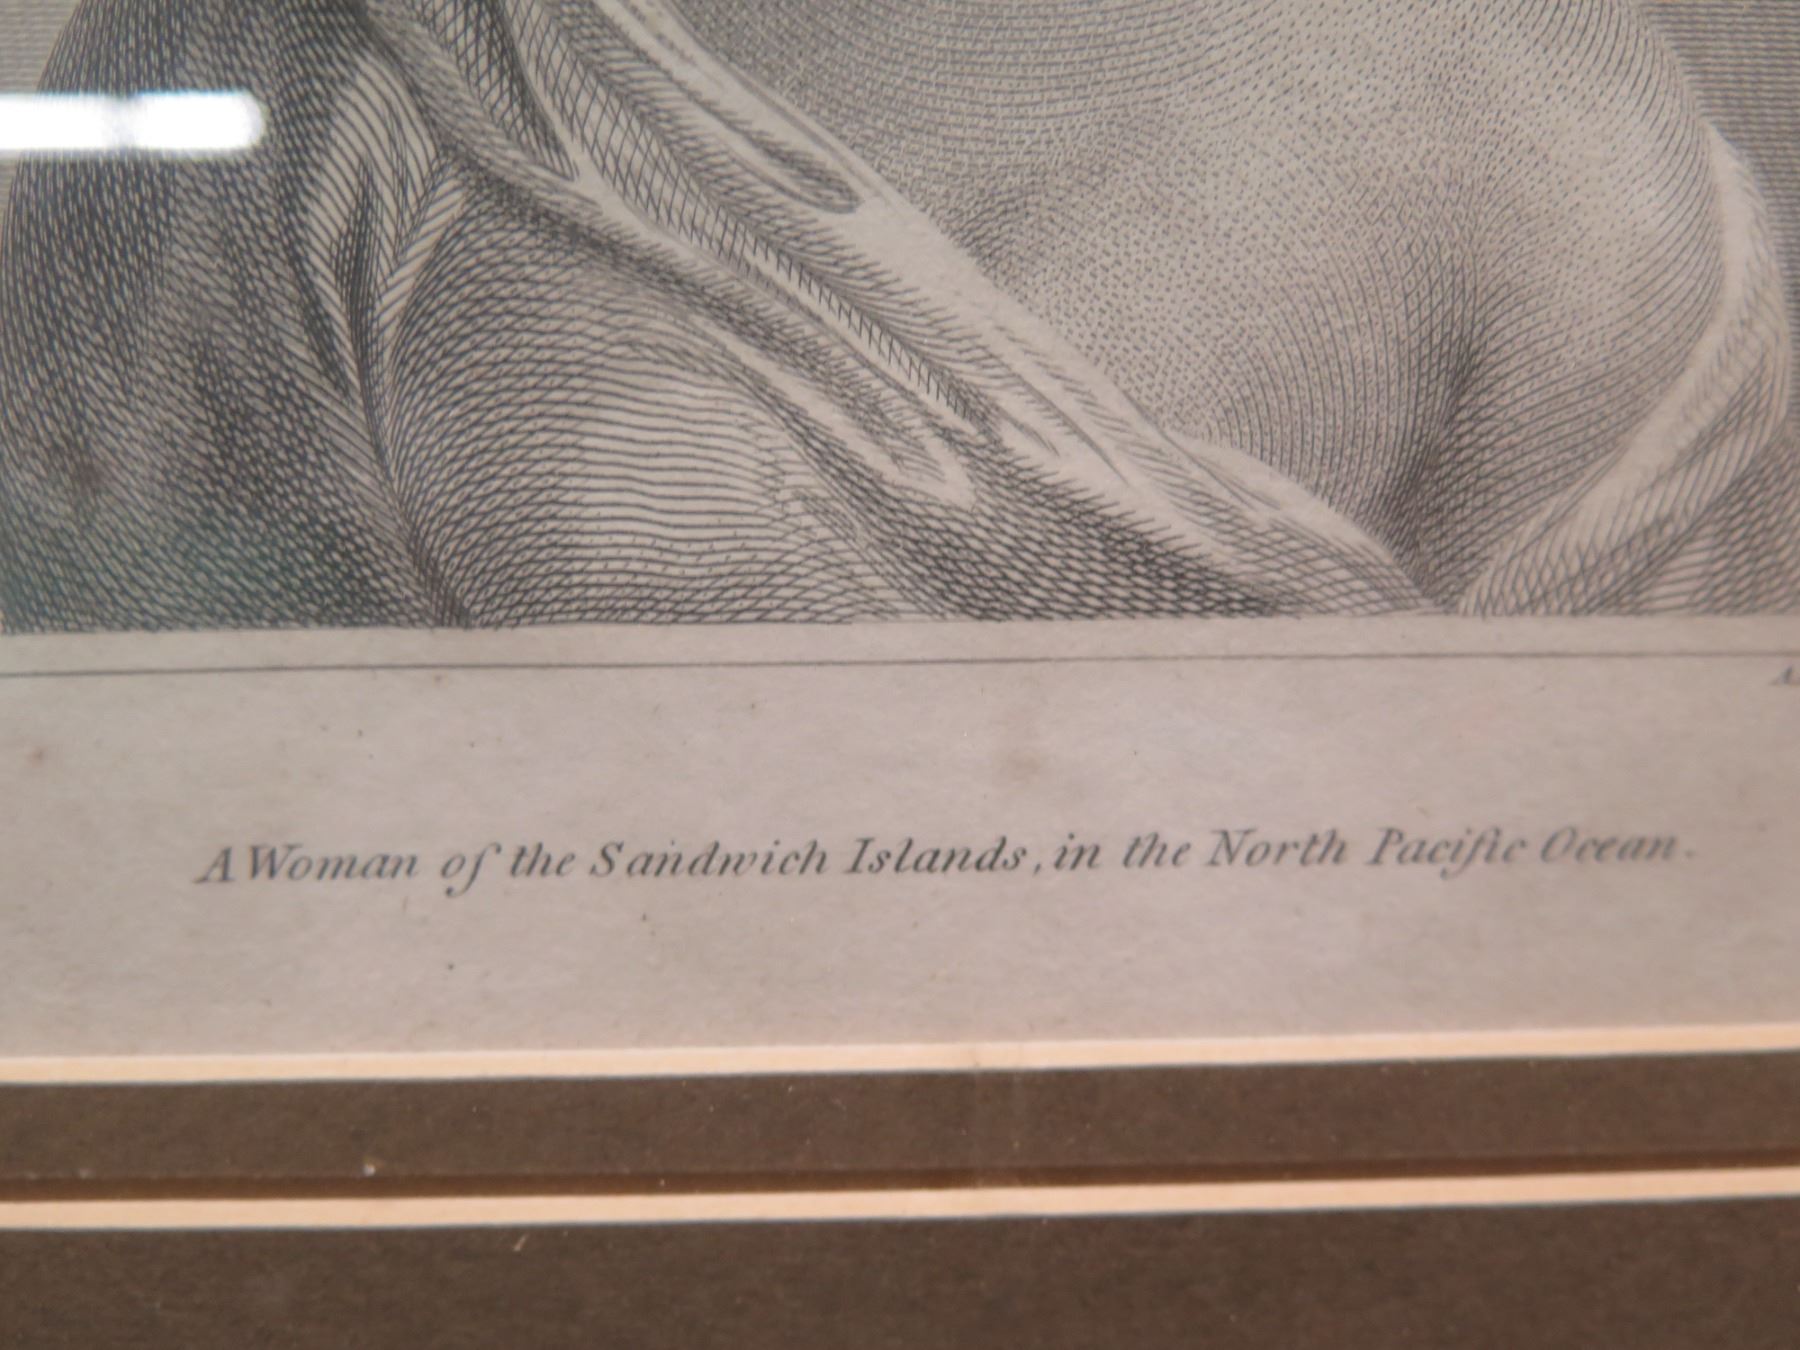 A Woman of the Sandwich Islands, in the North Pacific Ocean.